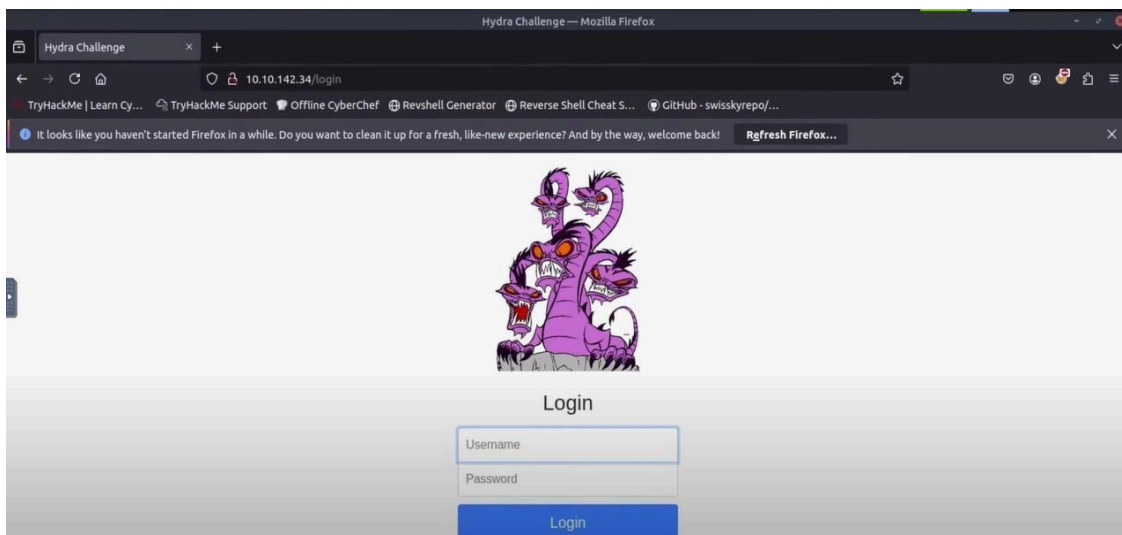 Hydra Challenge — Mozilla Firefox
Hydra Challenge
10.10.142.34/login
TryHackMe | Learn Cy... TryHackMe Support Offline CyberChef Revshell Generator Reverse Shell Cheat S... GitHub - swisskyrepo/...
It looks like you haven't started Firefox in a while. Do you want to clean it up for a fresh, like-new experience? And by the way, welcome back! Refresh Firefox...
Login
Username
Password
Login